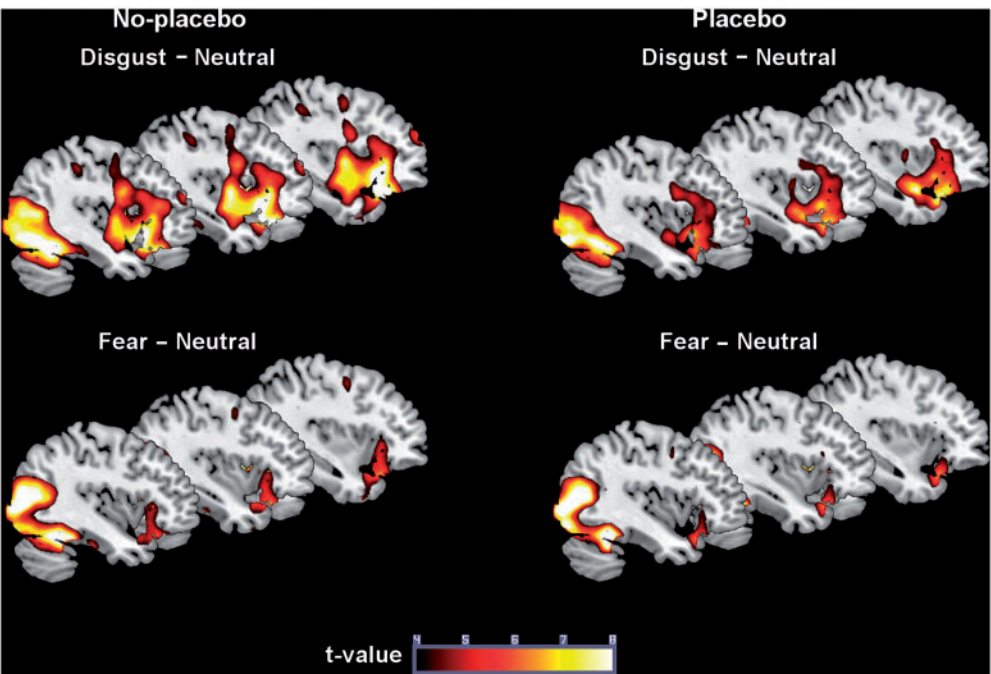 No-placebo
Placebo
Disgust – Neutral
Disgust – Neutral
Fear – Neutral
Fear – Neutral
4 5 6 7 8
t-value